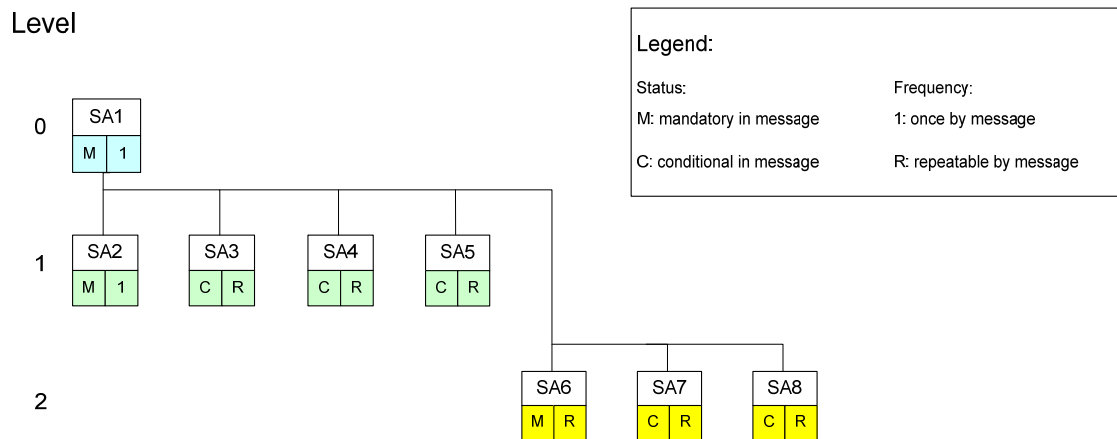 Level
Legend:
Status: Frequency:
M: mandatory in message 1: once by message
C: conditional in message R: repeatable by message
0
SA1
M 1
1
SA2 SA3 SA4 SA5
M 1 C R C R C R
2
SA6 SA7 SA8
M R C R C R